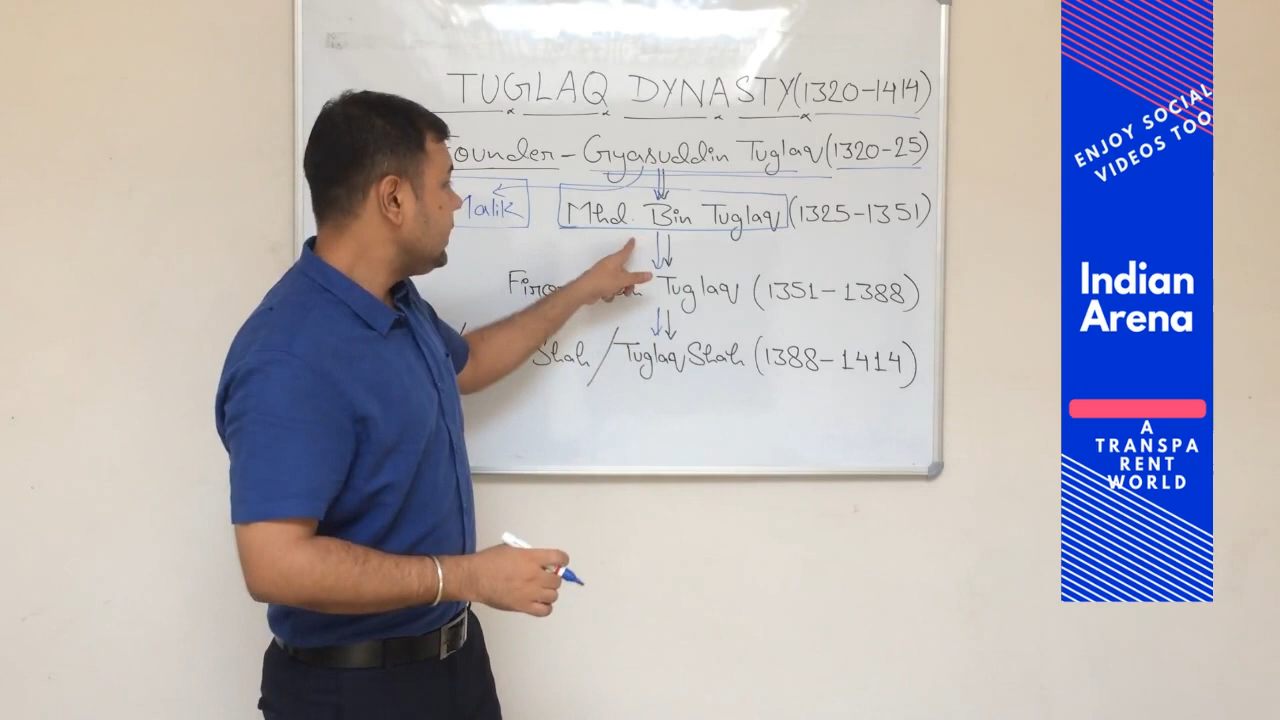 TUGLAQ DYNASTY(1320-1414)
Founder - Gyasuddin Tuglaq(1320-25)
Malik Mhd. Bin Tuglaq (1325-1351)
Tuglaq (1351-1388)
Shah / Tuglaq Shah (1388-1414)
ENJOY SOCIAL
VIDEOS TOO
Indian
Arena
A
TRANSPA
RENT
WORLD